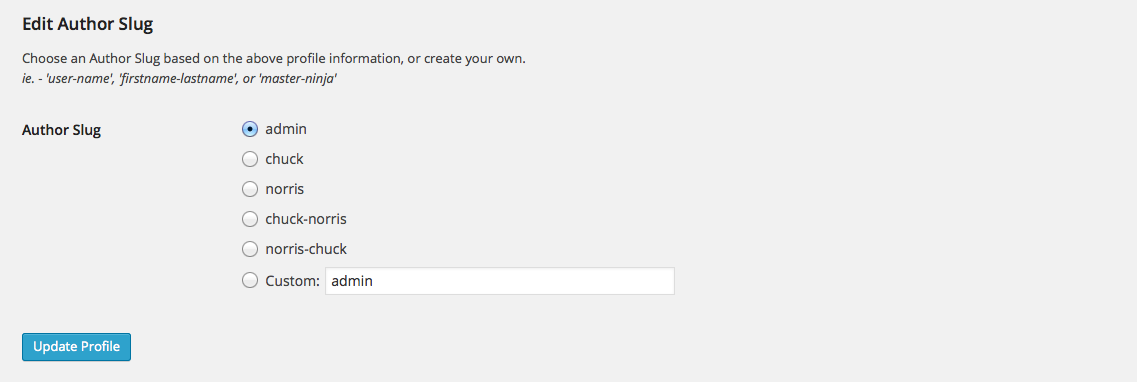 Edit Author Slug
Choose an Author Slug based on the above profile information, or create your own.
ie. - 'user-name', 'firstname-lastname', or 'master-ninja'
Author Slug
admin
chuck
norris
chuck-norris
norris-chuck
Custom: admin
Update Profile